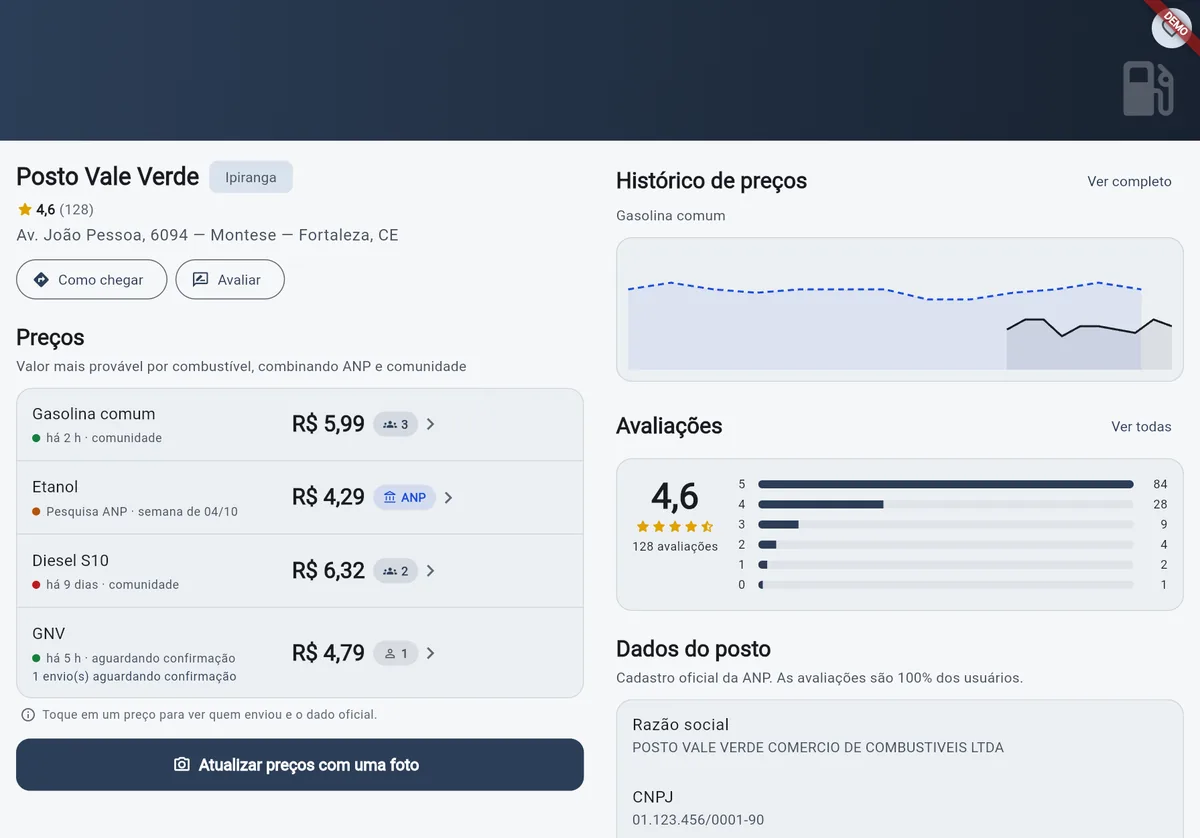 DEMO
Posto Vale Verde
Ipiranga
4,6 (128)
Av. João Pessoa, 6094 — Montese — Fortaleza, CE
Como chegar
Avaliar
Preços
Valor mais provável por combustível, combinando ANP e comunidade
Gasolina comum
há 2 h · comunidade
R$ 5,99
3
Etanol
Pesquisa ANP · semana de 04/10
R$ 4,29
ANP
Diesel S10
há 9 dias · comunidade
R$ 6,32
2
GNV
há 5 h · aguardando confirmação
1 envio(s) aguardando confirmação
R$ 4,79
1
Toque em um preço para ver quem enviou e o dado oficial.
Atualizar preços com uma foto
Histórico de preços
Ver completo
Gasolina comum
Avaliações
Ver todas
4,6
128 avaliações
5 84
4 28
3 9
2 4
1 2
0 1
Dados do posto
Cadastro oficial da ANP. As avaliações são 100% dos usuários.
Razão social
POSTO VALE VERDE COMERCIO DE COMBUSTIVEIS LTDA
CNPJ
01.123.456/0001-90